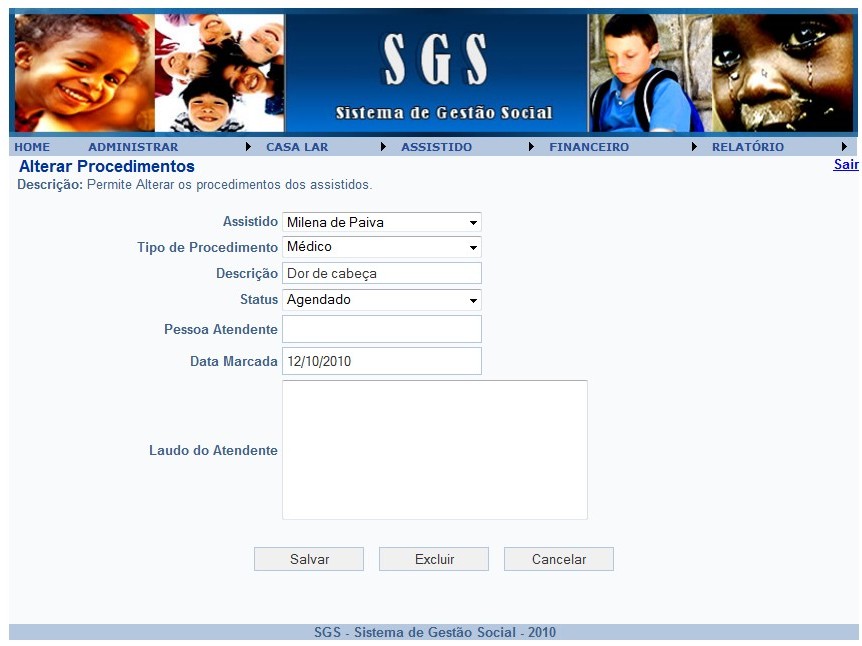 SGS
Sistema de Gestão Social
HOME ADMINISTRAR CASA LAR ASSISTIDO FINANCEIRO RELATÓRIO
Alterar Procedimentos Sair
Descrição: Permite Alterar os procedimentos dos assistidos.
Assistido Milena de Paiva
Tipo de Procedimento Médico
Descrição Dor de cabeça
Status Agendado
Pessoa Atendente
Data Marcada 12/10/2010
Laudo do Atendente
Salvar Excluir Cancelar
SGS - Sistema de Gestão Social - 2010